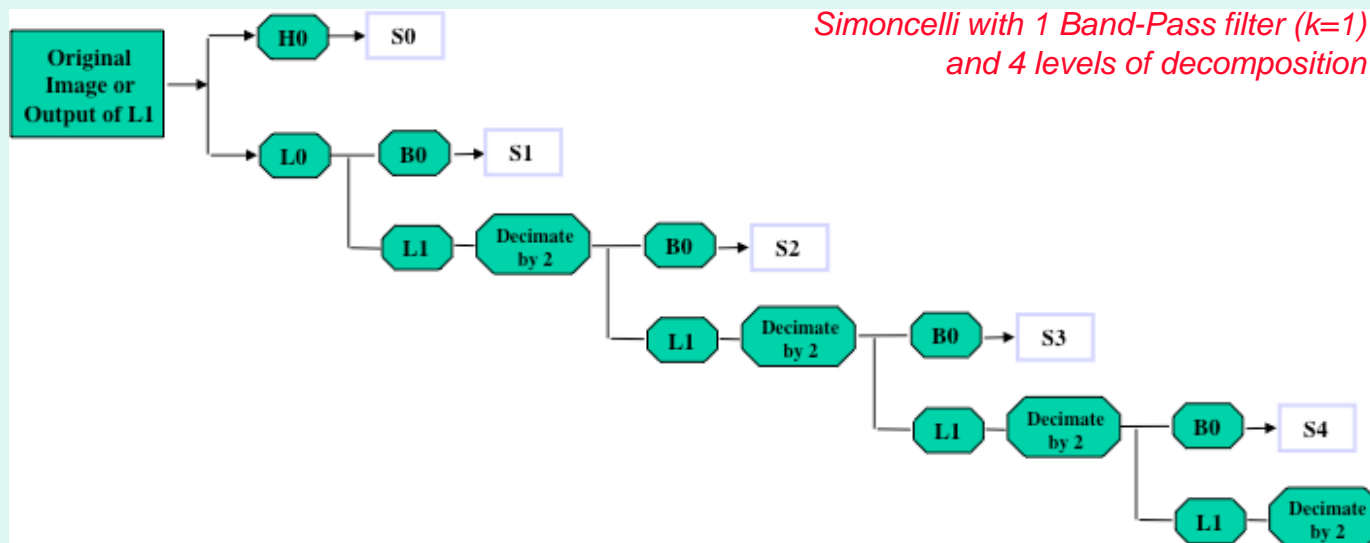 Simoncelli with 1 Band-Pass filter (k=1)
and 4 levels of decomposition
Original
Image or
Output of L1
H0
S0
L0
B0
S1
L1
Decimate
by 2
B0
S2
L1
Decimate
by 2
B0
S3
L1
Decimate
by 2
B0
S4
L1
Decimate
by 2